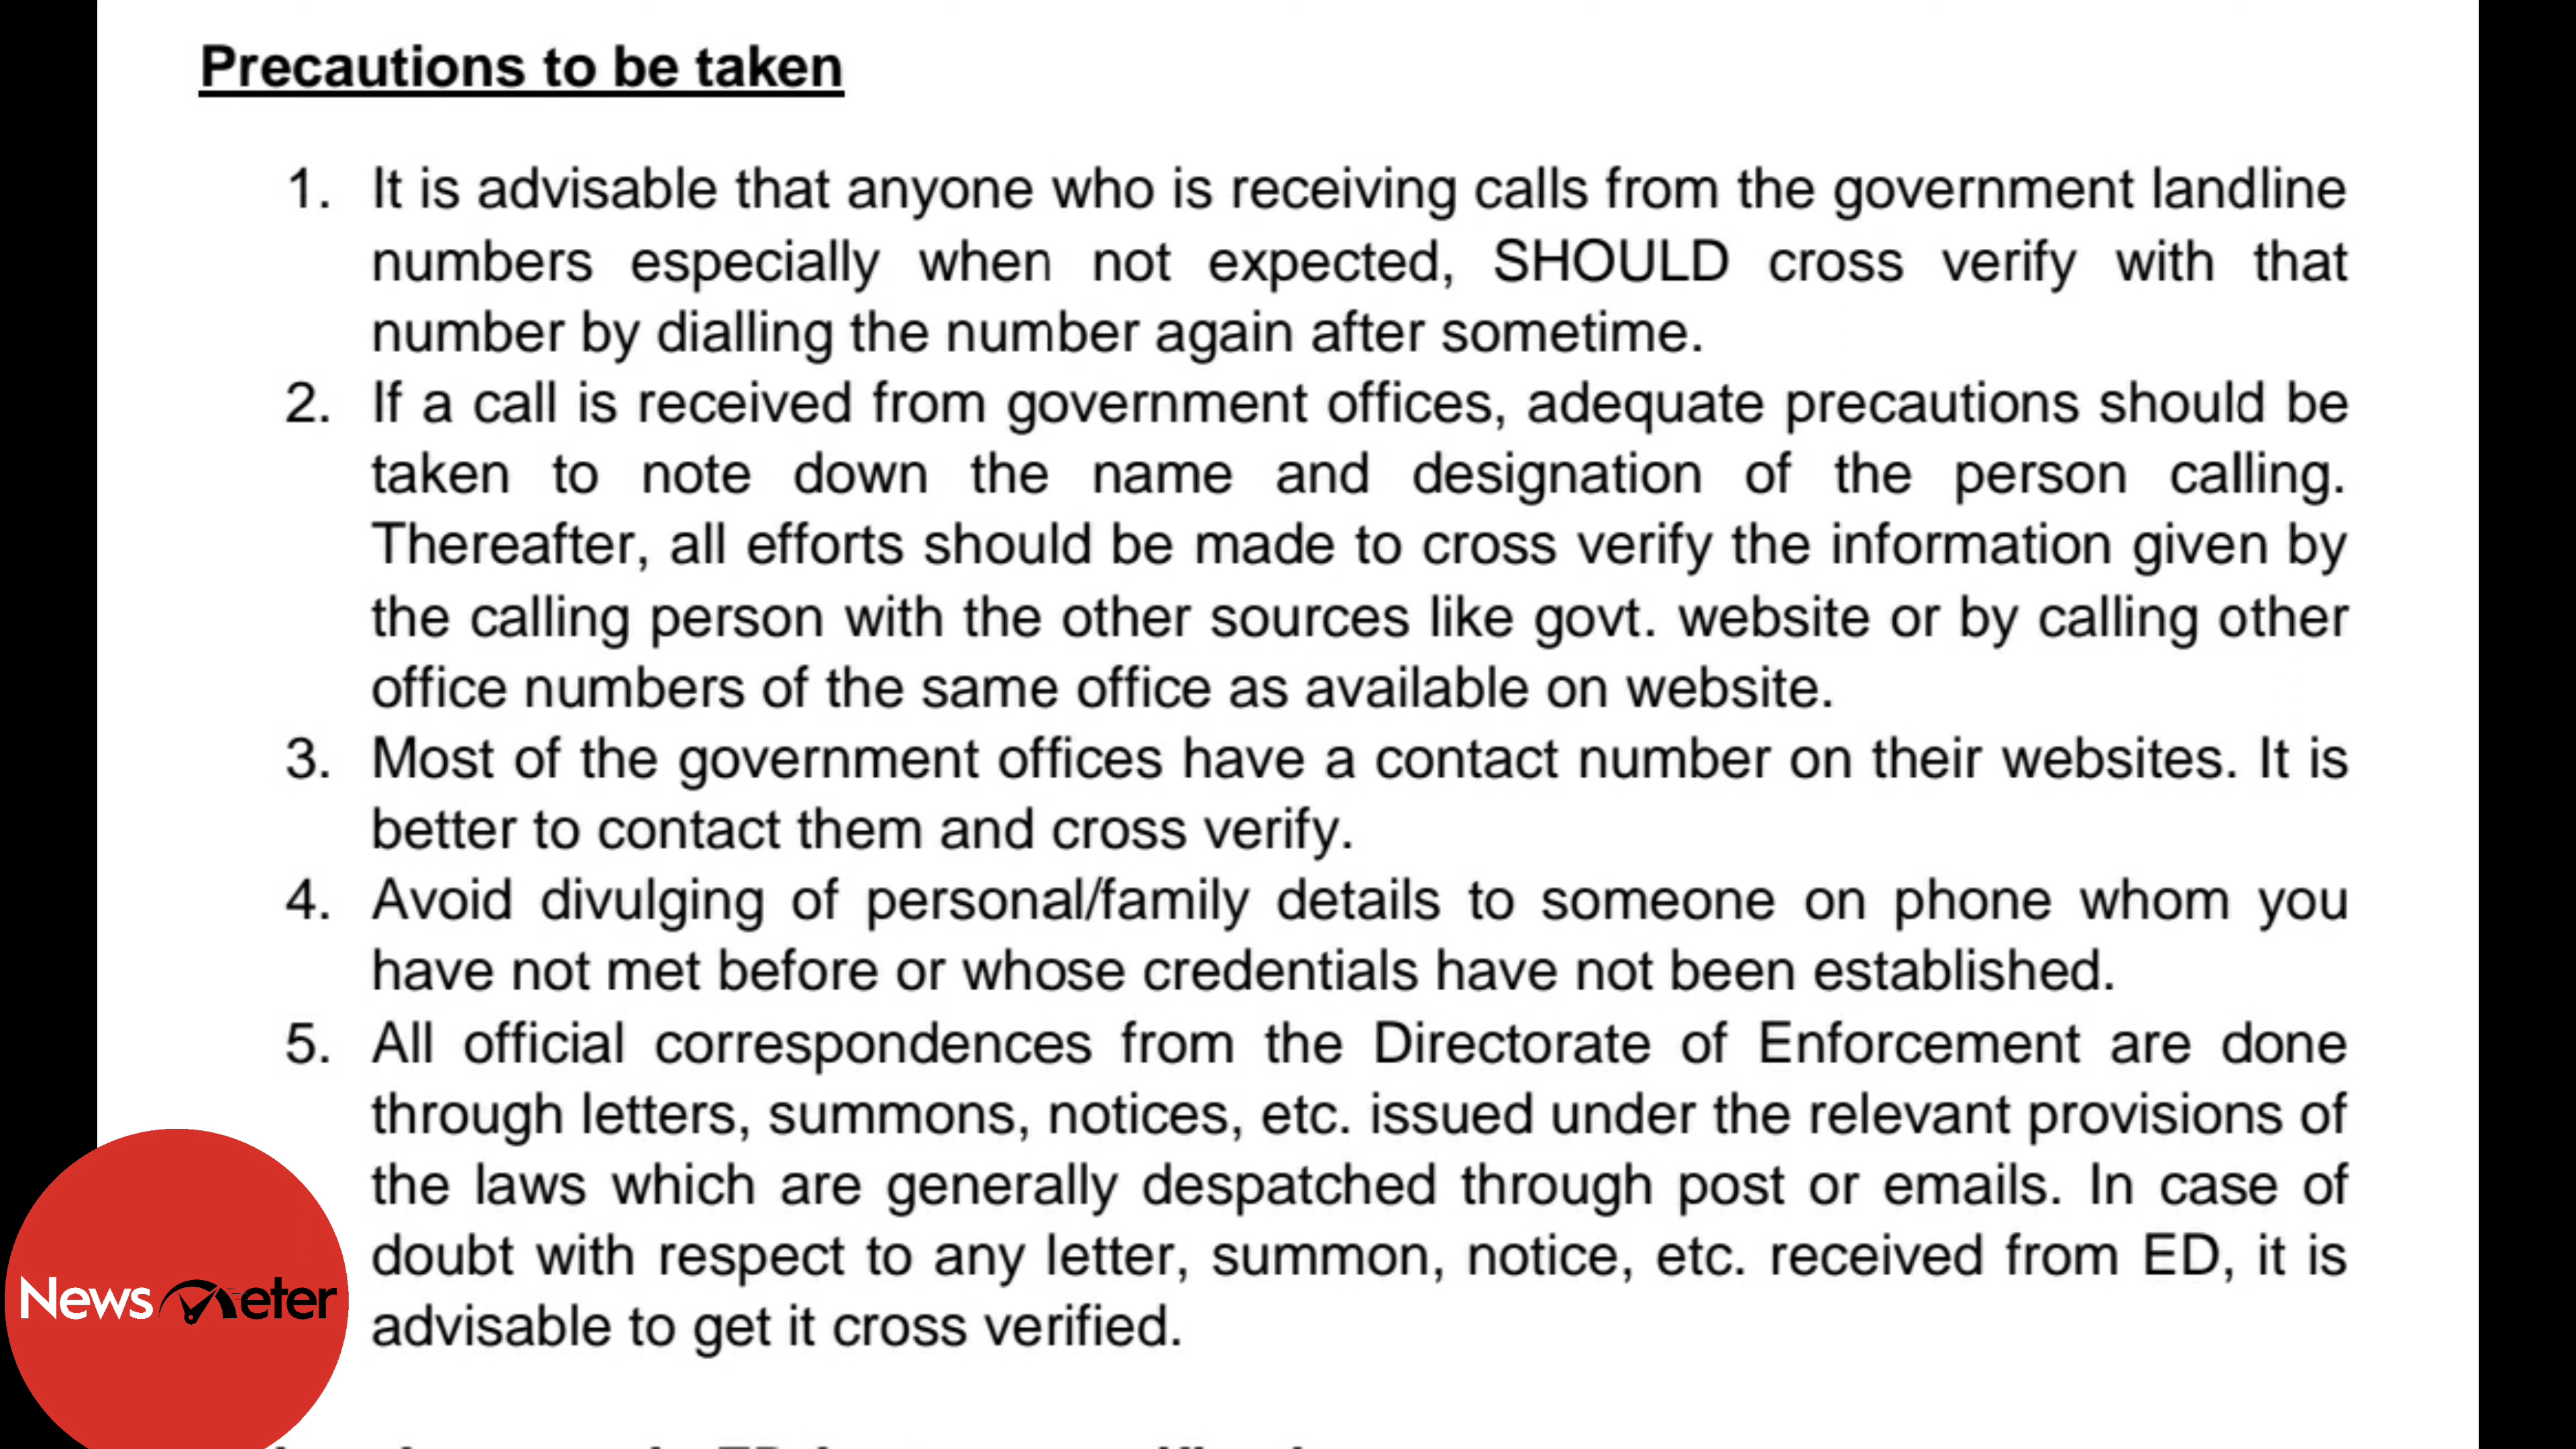 Precautions to be taken
1. It is advisable that anyone who is receiving calls from the government landline
numbers especially when not expected, SHOULD cross verify with that
number by dialling the number again after sometime.
2. If a call is received from government offices, adequate precautions should be
taken to note down the name and designation of the person calling.
Thereafter, all efforts should be made to cross verify the information given by
the calling person with the other sources like govt. website or by calling other
office numbers of the same office as available on website.
3. Most of the government offices have a contact number on their websites. It is
better to contact them and cross verify.
4. Avoid divulging of personal/family details to someone on phone whom you
have not met before or whose credentials have not been established.
5. All official correspondences from the Directorate of Enforcement are done
through letters, summons, notices, etc. issued under the relevant provisions of
the laws which are generally despatched through post or emails. In case of
doubt with respect to any letter, summon, notice, etc. received from ED, it is
advisable to get it cross verified.
NewsMeter